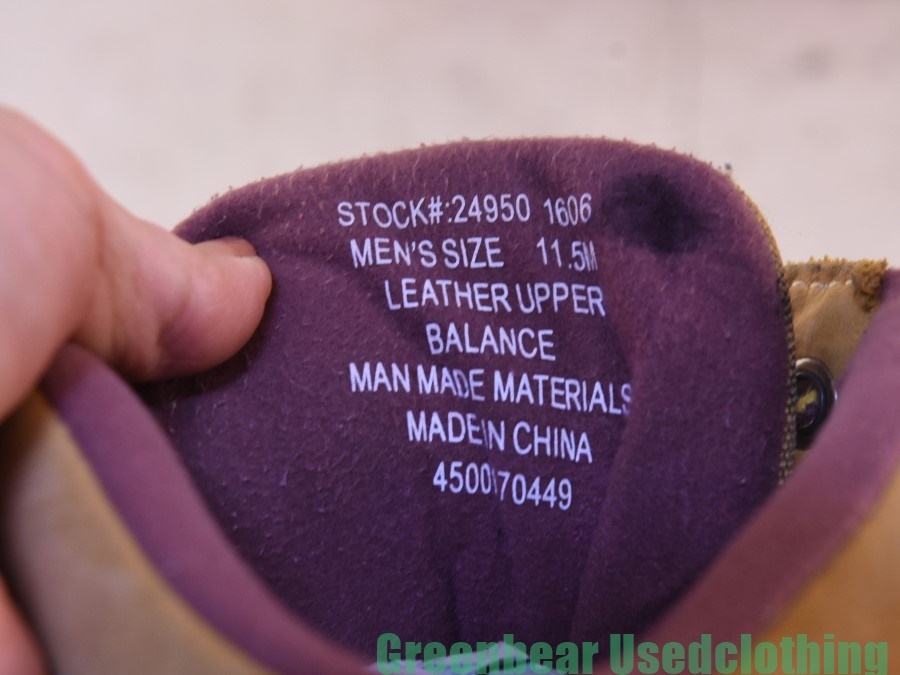 STOCK#:24950 1606
MEN'S SIZE 11.5M
LEATHER UPPER
BALANCE
MAN MADE MATERIALS
MADE IN CHINA
4500170449
Greenbear Usedclothing